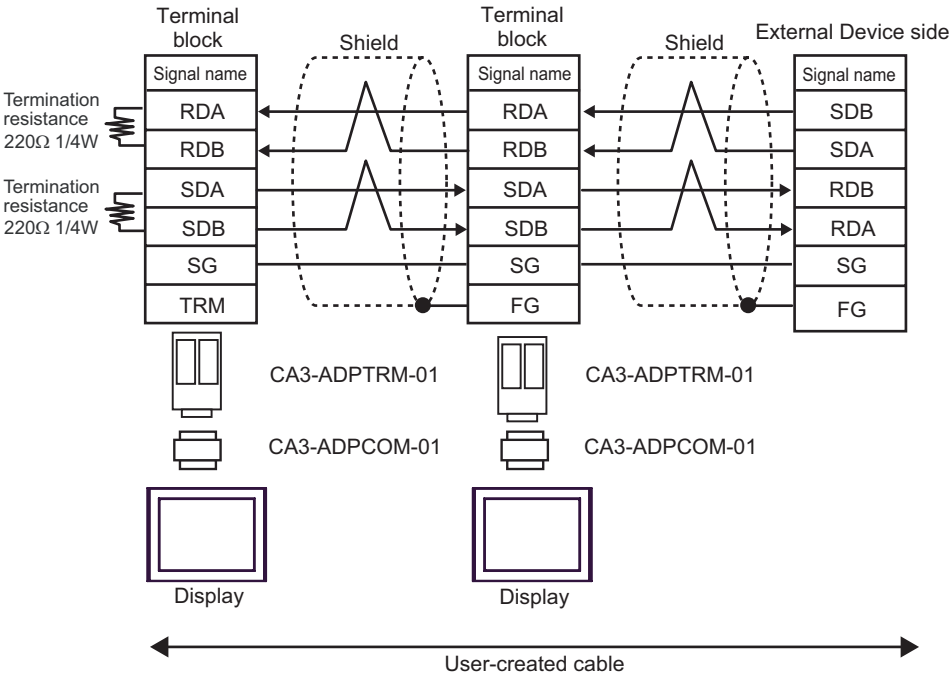 Terminal
block
Shield
Terminal
block
Shield
External Device side
Signal name
Signal name
Signal name
Termination
resistance
220Ω 1/4W
RDA
RDA
SDB
RDB
RDB
SDA
Termination
resistance
220Ω 1/4W
SDA
SDA
RDB
SDB
SDB
RDA
SG
SG
SG
TRM
FG
FG
CA3-ADPTRM-01
CA3-ADPTRM-01
CA3-ADPCOM-01
CA3-ADPCOM-01
Display
Display
User-created cable